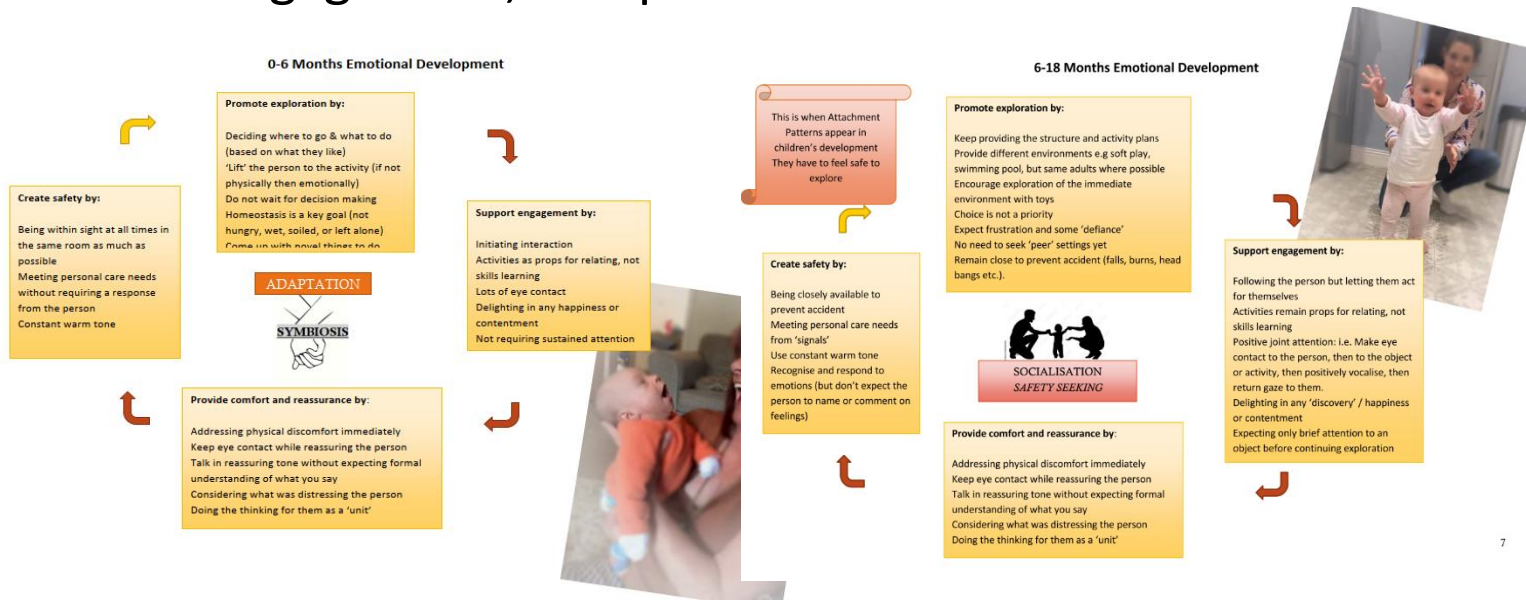 0-6 Months Emotional Development
Promote exploration by:
Deciding where to go & what to do
(based on what they like)
'Lift' the person to the activity (if not
physically then emotionally)
Do not wait for decision making
Homeostasis is a key goal (not
hungry, wet, soiled, or left alone)
Come up with novel things to do
Create safety by:
Being within sight at all times in
the same room as much as
possible
Meeting personal care needs
without requiring a response
from the person
Constant warm tone
Support engagement by:
Initiating interaction
Activities as props for relating, not
skills learning
Lots of eye contact
Delighting in any happiness or
contentment
Not requiring sustained attention
ADAPTATION
SYMBIOSIS
Provide comfort and reassurance by:
Addressing physical discomfort immediately
Keep eye contact while reassuring the person
Talk in reassuring tone without expecting formal
understanding of what you say
Considering what was distressing the person
Doing the thinking for them as a 'unit'
6-18 Months Emotional Development
This is when Attachment
Patterns appear in
children's development
They have to feel safe to
explore
Promote exploration by:
Keep providing the structure and activity plans
Provide different environments e.g soft play,
swimming pool, but same adults where possible
Encourage exploration of the immediate
environment with toys
Choice is not a priority
Expect frustration and some 'defiance'
No need to seek 'peer' settings yet
Remain close to prevent accident (falls, burns, head
bangs etc.).
Create safety by:
Being closely available to
prevent accident
Meeting personal care needs
from 'signals'
Use constant warm tone
Recognise and respond to
emotions (but don't expect the
person to name or comment on
feelings)
Support engagement by:
Following the person but letting them act
for themselves
Activities remain props for relating, not
skills learning
Positive joint attention: i.e. Make eye
contact to the person, then to the object
or activity, then positively vocalise, then
return gaze to them.
Delighting in any 'discovery' / happiness
or contentment
Expecting only brief attention to an
object before continuing exploration
SOCIALISATION
SAFETY SEEKING
Provide comfort and reassurance by:
Addressing physical discomfort immediately
Keep eye contact while reassuring the person
Talk in reassuring tone without expecting formal
understanding of what you say
Considering what was distressing the person
Doing the thinking for them as a 'unit'
7